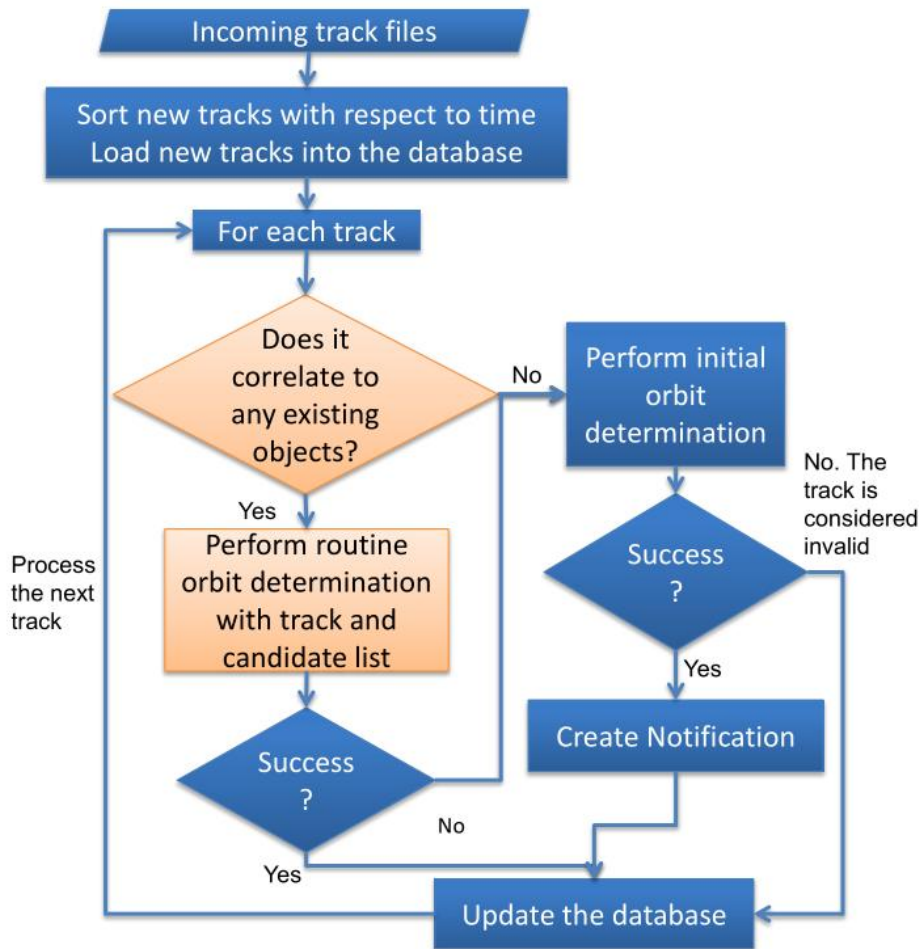 Incoming track files
Sort new tracks with respect to time
Load new tracks into the database
For each track
Does it
correlate to
any existing
objects?
No
Perform initial
orbit
determination
Yes
No. The
track is
considered
invalid
Perform routine
orbit determination
with track and
candidate list
Success
?
Process
the next
track
Yes
Create Notification
Success
?
No
Yes
Update the database